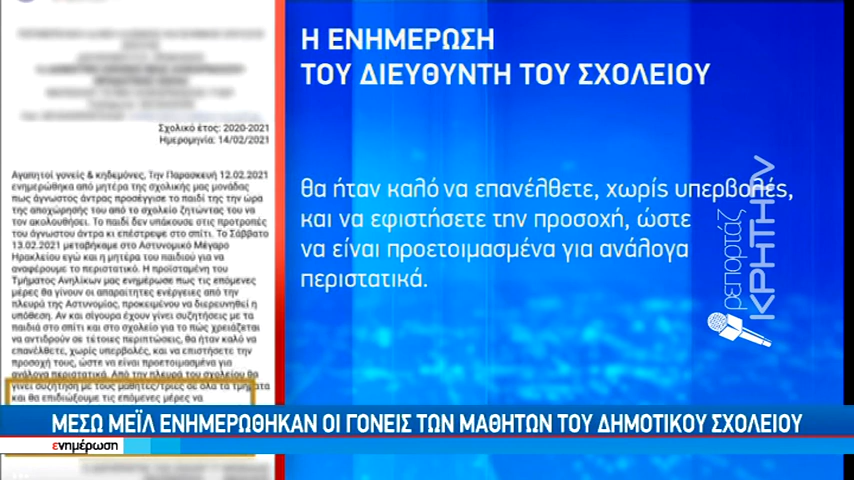 Σχολικό έτος: 2020-2021
Ημερομηνία: 14/02/2021
Αγαπητοί γονείς & κηδεμόνες, Την Παρασκευή 12.02.2021
ενημερώθηκα από μητέρα της σχολικής μας μονάδας
πως άγνωστος άντρας προσέγγισε το παιδί της την ώρα
της αποχώρησής του από το σχολείο ζητώντας του να
τον ακολουθήσει. Το παιδί δεν υπάκουσε στις προτροπές
του άγνωστου άντρα κι επέστρεψε στο σπίτι. Το Σάββατο
13.02.2021 μεταβήκαμε στο Αστυνομικό Μέγαρο
Ηρακλείου εγώ και η μητέρα του παιδιού για να
αναφέρουμε το περιστατικό. Η προϊσταμένη του
Τμήματος Ανηλίκων μας ενημέρωσε πως τις επόμενες
μέρες θα γίνουν οι απαραίτητες ενέργειες από την
πλευρά της Αστυνομίας, προκειμένου να διερευνηθεί η
υπόθεση. Αν και σίγουρα έχουν γίνει συζητήσεις με τα
παιδιά στο σπίτι και στο σχολείο για το πώς χρειάζεται
να αντιδρούν σε τέτοιες περιπτώσεις, θα ήταν καλό να
επανέλθετε, χωρίς υπερβολές, και να επιστήσετε την
προσοχή τους, ώστε να είναι προετοιμασμένα για
ανάλογα περιστατικά. Από την πλευρά του σχολείου θα
γίνει συζήτηση με τους μαθητές/τριες σε όλα τα τμήματα
και θα επιδιώξουμε τις επόμενες μέρες να
Η ΕΝΗΜΕΡΩΣΗ
ΤΟΥ ΔΙΕΥΘΥΝΤΗ ΤΟΥ ΣΧΟΛΕΙΟΥ
θα ήταν καλό να επανέλθετε, χωρίς υπερβολές,
και να εφιστήσετε την προσοχή, ώστε
να είναι προετοιμασμένα για ανάλογα
περιστατικά.
ρεπορτάζ
ΚΡΗΤΗ TV
ΜΕΣΩ ΜΕΪΛ ΕΝΗΜΕΡΩΘΗΚΑΝ ΟΙ ΓΟΝΕΙΣ ΤΩΝ ΜΑΘΗΤΩΝ ΤΟΥ ΔΗΜΟΤΙΚΟΥ ΣΧΟΛΕΙΟΥ
ενημέρωση